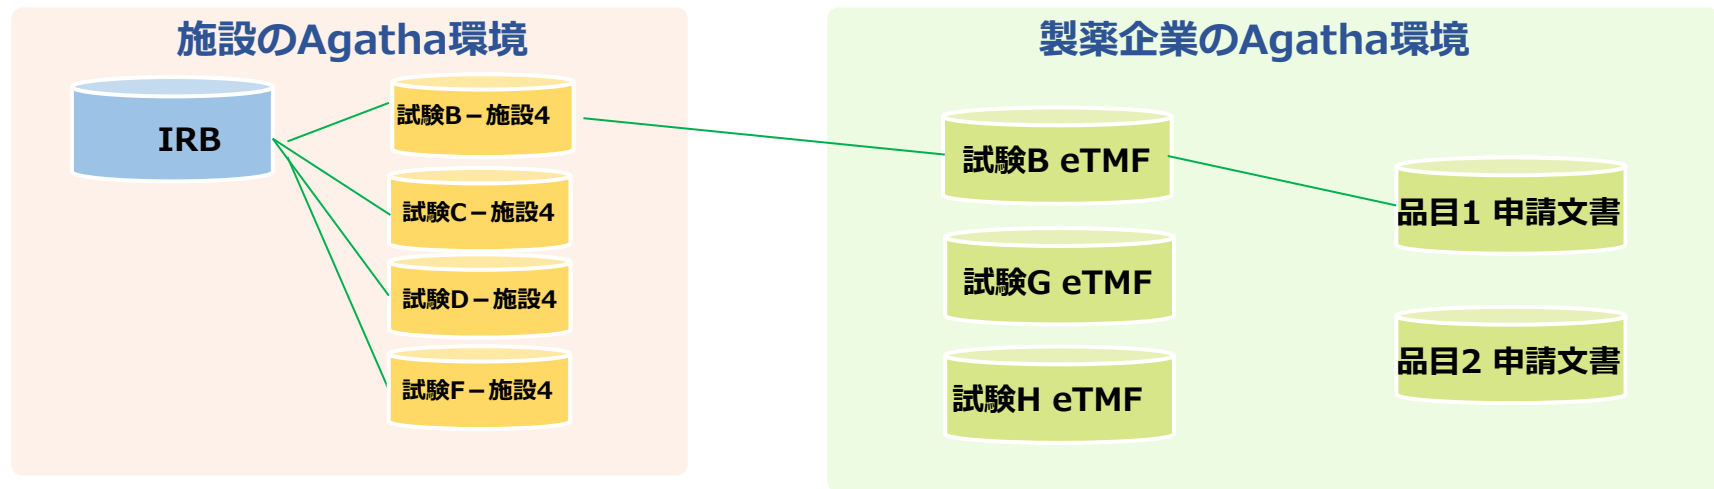 施設のAgatha環境
IRB
試験B－施設4
試験C－施設4
試験D－施設4
試験F－施設4
製薬企業のAgatha環境
試験B eTMF
試験G eTMF
試験H eTMF
品目1 申請文書
品目2 申請文書